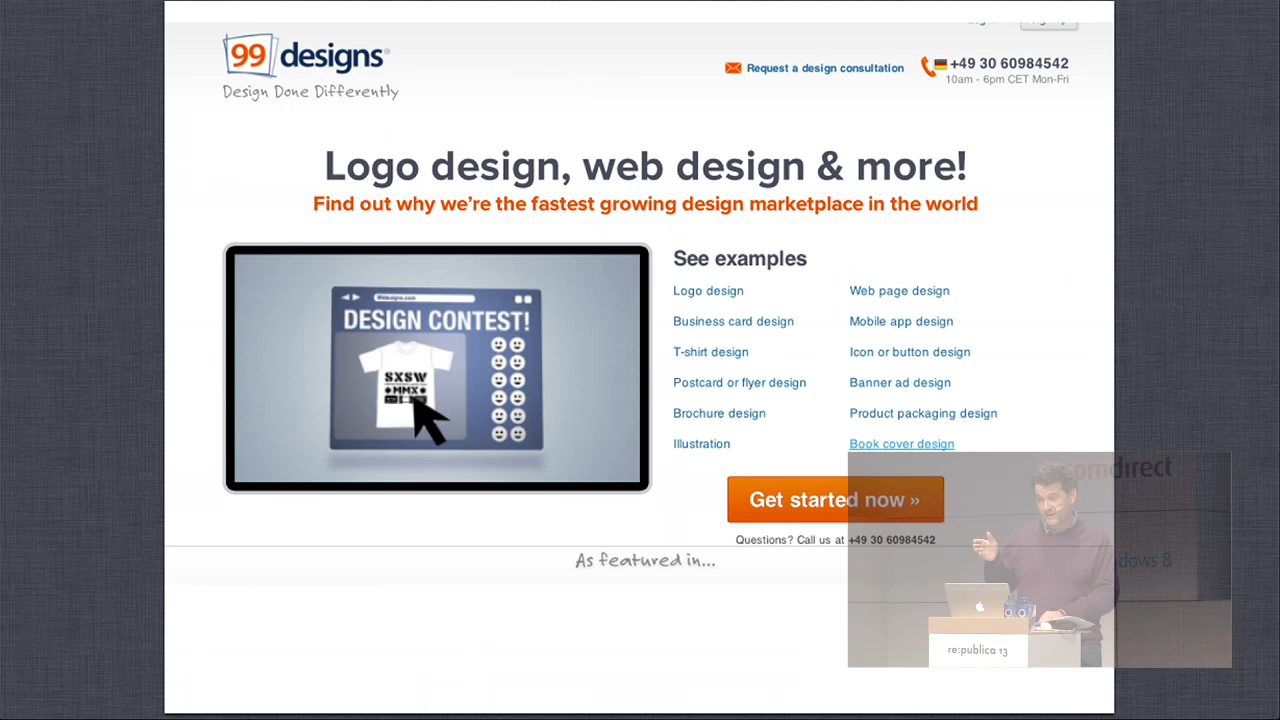 99designs®
Design Done Differently
Request a design consultation
+49 30 60984542
10am - 6pm CET Mon-Fri
Logo design, web design & more!
Find out why we're the fastest growing design marketplace in the world
DESIGN CONTEST!
SXSW
MMX
See examples
Logo design
Web page design
Business card design
Mobile app design
T-shirt design
Icon or button design
Postcard or flyer design
Banner ad design
Brochure design
Product packaging design
Illustration
Book cover design
Get started now »
Questions? Call us at +49 30 60984542
As featured in...
omdirect
dows 8
re:publica 13